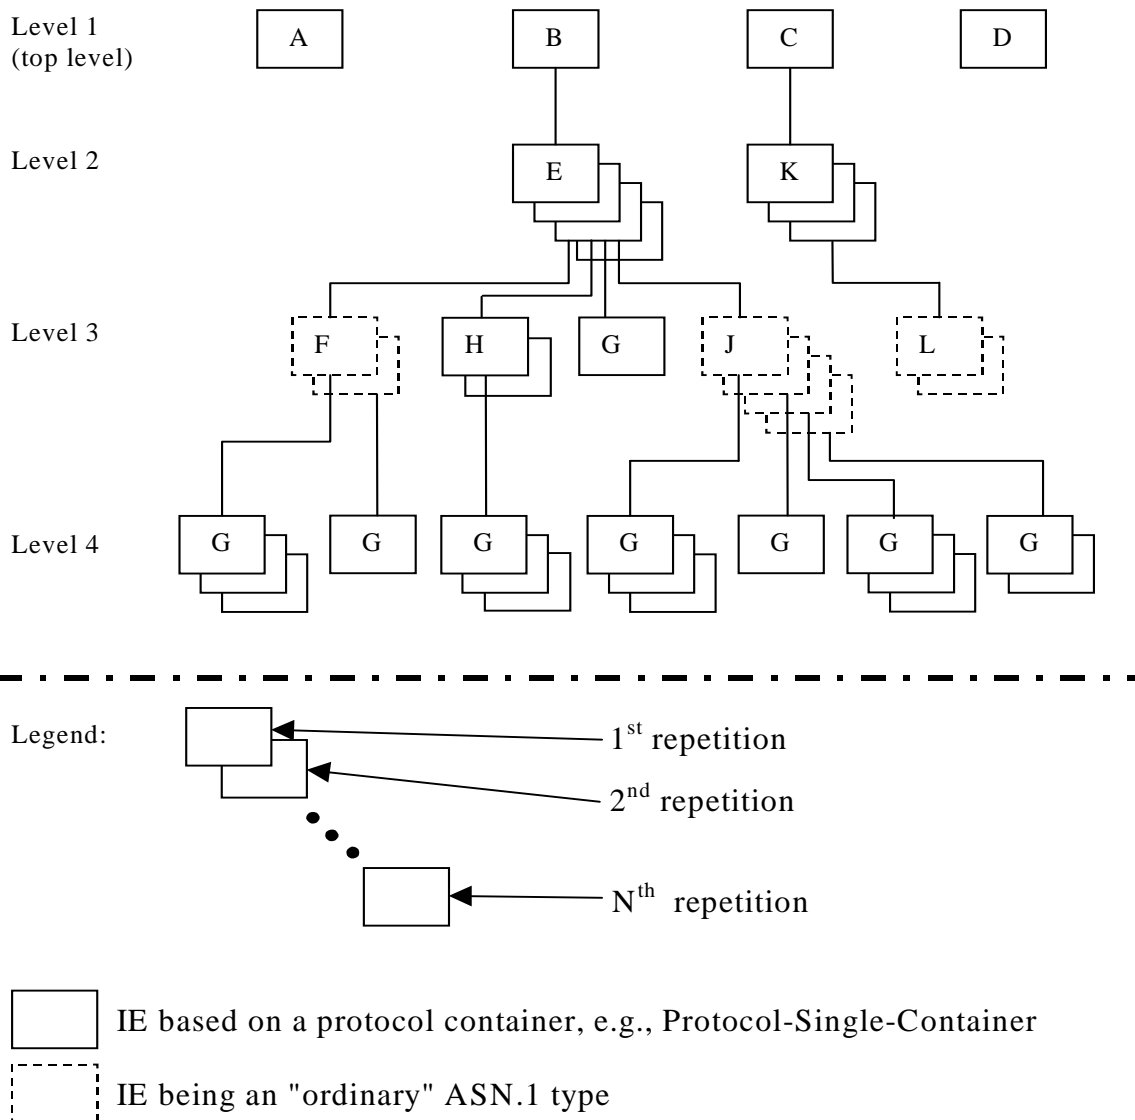 Level 1
(top level)
A
B
C
D
Level 2
E
K
Level 3
F
H
G
J
L
Level 4
G
G
G
G
G
G
G
Legend:
1st repetition
2nd repetition
Nth repetition
IE based on a protocol container, e.g., Protocol-Single-Container
IE being an "ordinary" ASN.1 type